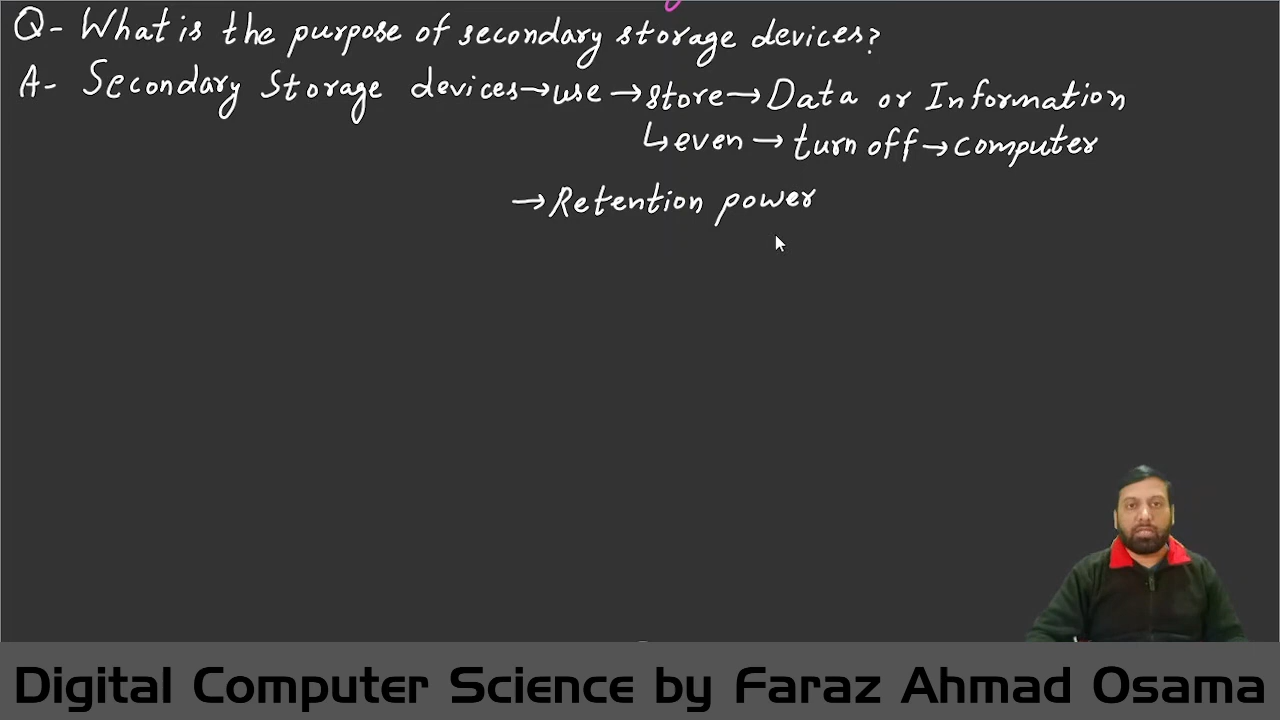 Q- What is the purpose of secondary storage devices?
A- Secondary Storage devices→use→store→Data or Information
↳even→turn off→computer
→Retention power
Digital Computer Science by Faraz Ahmad Osama